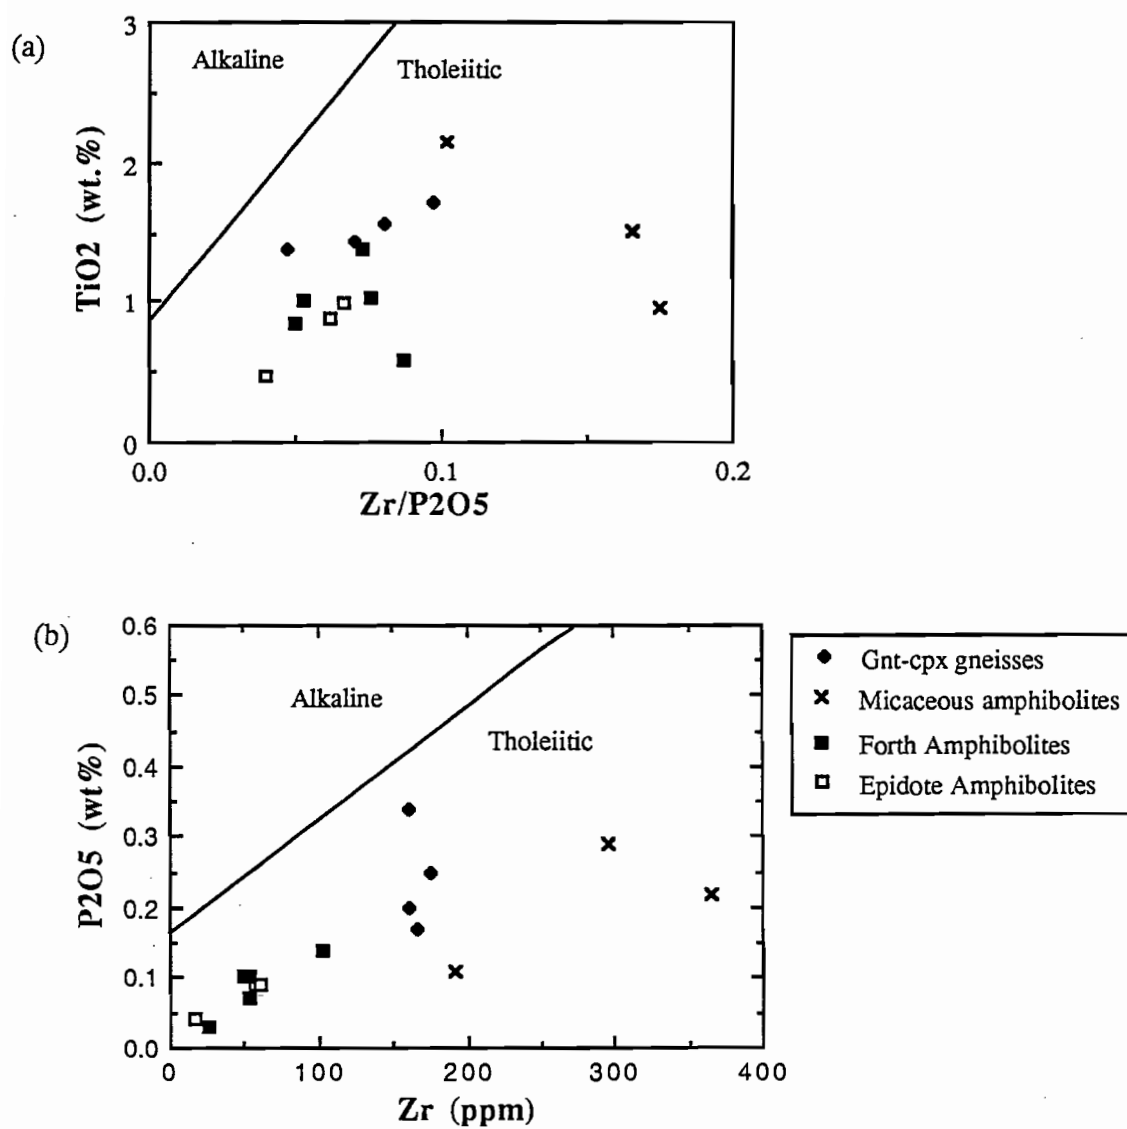 (a)
3
2
1
0
TiO2 (wt.%)
Alkaline
Tholeiitic
0.0
0.1
0.2
Zr/P2O5
(b)
0.6
0.5
0.4
0.3
0.2
0.1
0.0
P2O5 (wt%)
Alkaline
Tholeiitic
0
100
200
300
400
Zr (ppm)
Gnt-cpx gneisses
Micaceous amphibolites
Forth Amphibolites
Epidote Amphibolites